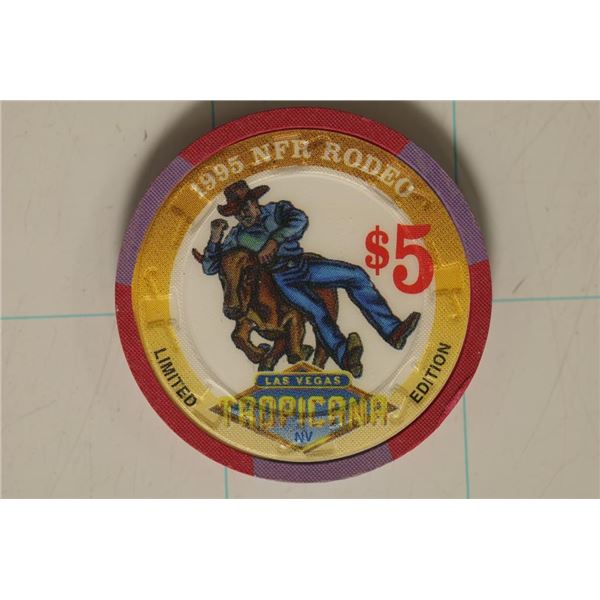 1995 NFR RODEO
$5
LIMITED
EDITION
LAS VEGAS
TROPICANA
NV